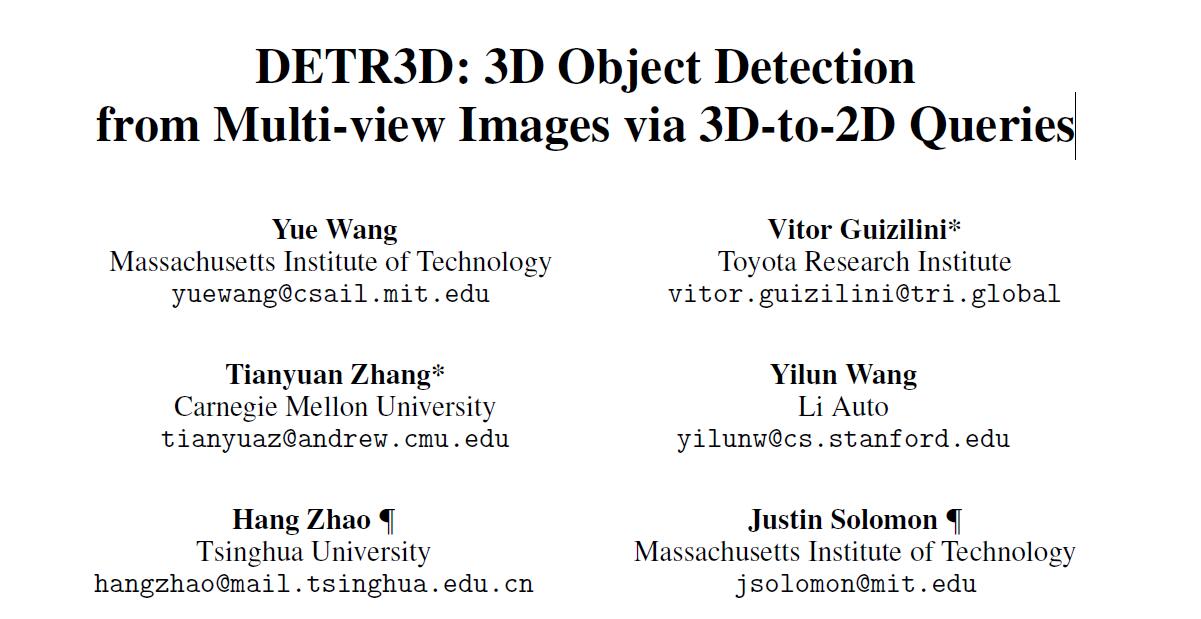 DETR3D: 3D Object Detection
from Multi-view Images via 3D-to-2D Queries
Yue Wang
Massachusetts Institute of Technology
yuewang@csail.mit.edu
Vitor Guizilini*
Toyota Research Institute
vitor.guizilini@tri.global
Tianyuan Zhang*
Carnegie Mellon University
tianyuaz@andrew.cmu.edu
Yilun Wang
Li Auto
yilunw@cs.stanford.edu
Hang Zhao ¶
Tsinghua University
hangzhao@mail.tsinghua.edu.cn
Justin Solomon ¶
Massachusetts Institute of Technology
jsolomon@mit.edu